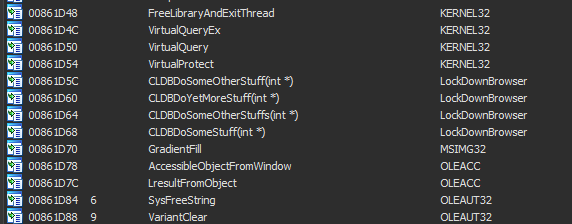 00861D48 FreeLibraryAndExitThread KERNEL32
00861D4C VirtualQueryEx KERNEL32
00861D50 VirtualQuery KERNEL32
00861D54 VirtualProtect KERNEL32
00861D5C CLDBDoSomeOtherStuff(int *) LockDownBrowser
00861D60 CLDBDoYetMoreStuff(int *) LockDownBrowser
00861D64 CLDBDoSomeOtherStuffs(int *) LockDownBrowser
00861D68 CLDBDoSomeStuff(int *) LockDownBrowser
00861D70 GradientFill MSIMG32
00861D78 AccessibleObjectFromWindow OLEACC
00861D7C LresultFromObject OLEACC
00861D84 6 SysFreeString OLEAUT32
00861D88 9 VariantClear OLEAUT32